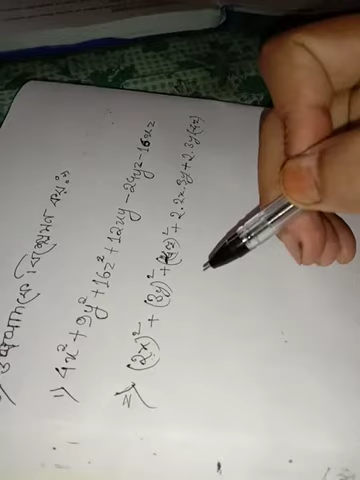 উৎপাদকে বিশ্লেষণ কর :
1) 4x² + 9y² + 16z² + 12xy - 24yz - 16xz
⇒ (2x)² + (3y)² + (4z)² + 2.2x.3y + 2.3y(4z)